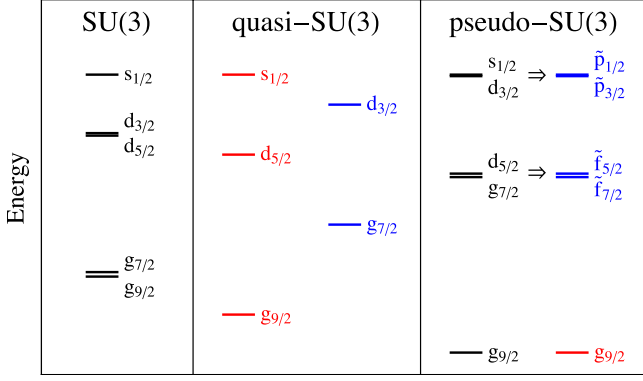 SU(3)
s1/2
d3/2
d5/2
g7/2
g9/2
quasi−SU(3)
s1/2
d3/2
d5/2
g7/2
g9/2
pseudo−SU(3)
s1/2 ⇒ p̃1/2
d3/2 p̃3/2
d5/2 ⇒ f̃5/2
g7/2 f̃7/2
g9/2 g9/2
Energy